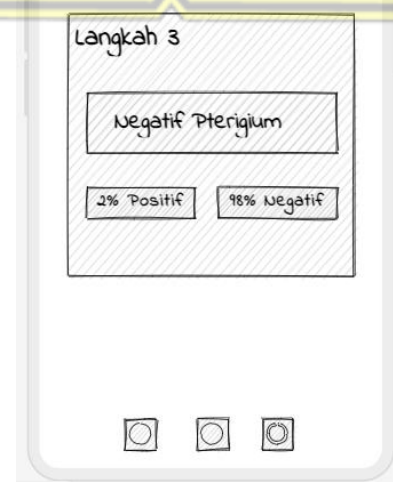 Langkah 3
Negatif Pterigium
2% Positif
98% Negatif